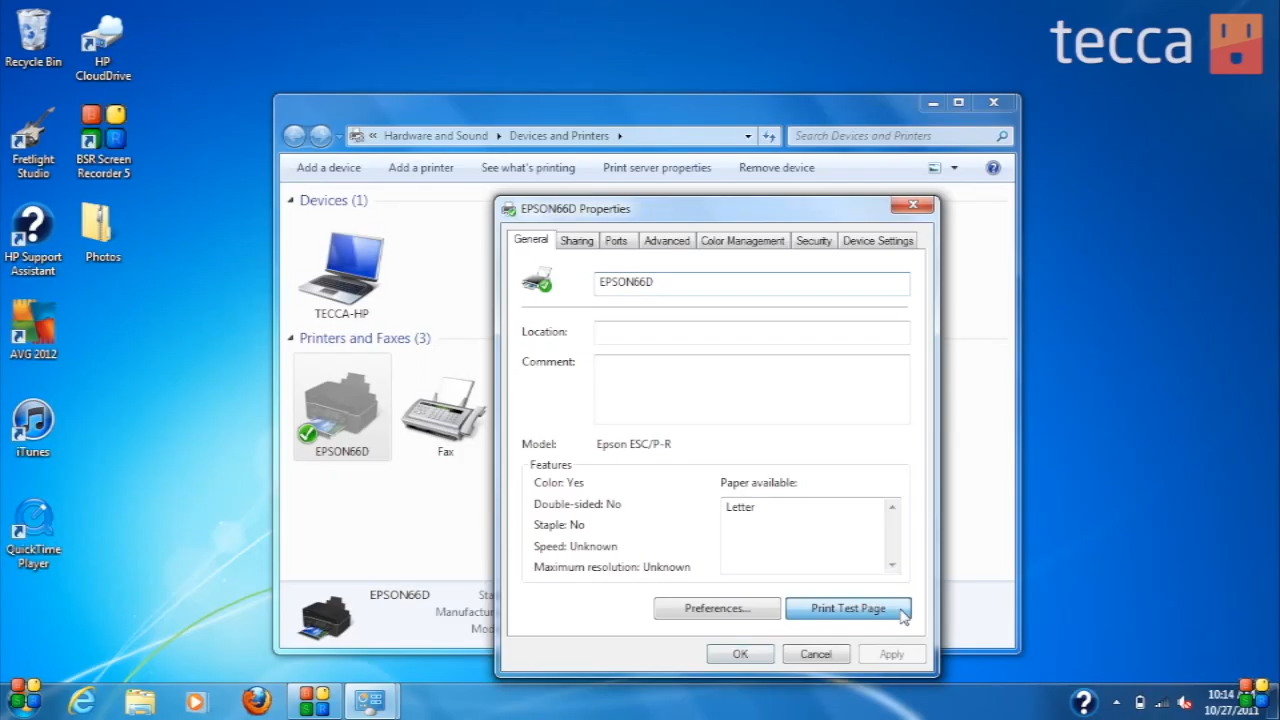 tecca
Recycle Bin
HP
CloudDrive
Fretlight
Studio
BSR Screen
Recorder 5
HP Support
Assistant
Photos
AVG 2012
iTunes
QuickTime
Player
« Hardware and Sound Devices and Printers
Search Devices and Printers
Add a device Add a printer See what's printing Print server properties Remove device
Devices (1)
TECCA-HP
Printers and Faxes (3)
EPSON66D
Fax
EPSON66D
EPSON66D Properties
General Sharing Ports Advanced Color Management Security Device Settings
EPSON66D
Location:
Comment:
Model: Epson ESC/P-R
Features
Color: Yes
Double-sided: No
Staple: No
Speed: Unknown
Maximum resolution: Unknown
Paper available:
Letter
Preferences... Print Test Page
OK Cancel Apply
10:14
10/27/2011